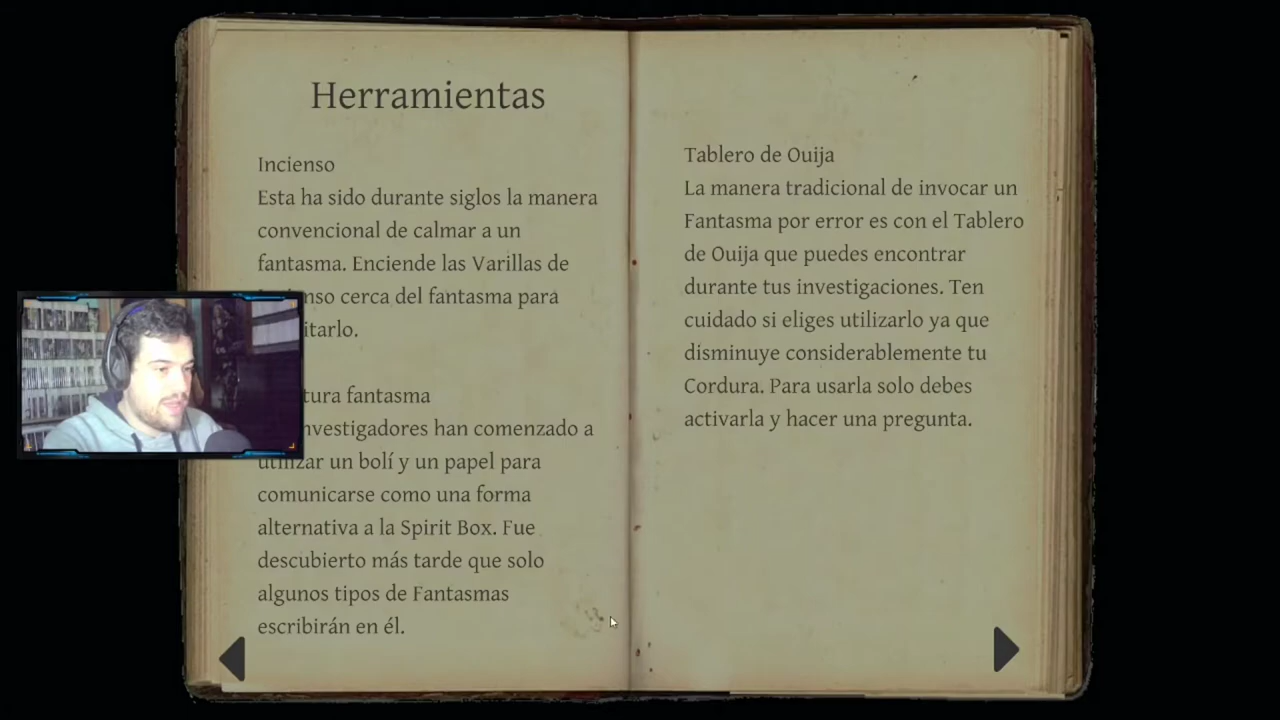 Herramientas
Incienso
Esta ha sido durante siglos la manera
convencional de calmar a un
fantasma. Enciende las Varillas de
cerca del fantasma para
fantasma
han comenzado a
utilizar un bolí y un papel para
comunicarse como una forma
alternativa a la Spirit Box. Fue
descubierto más tarde que solo
algunos tipos de Fantasmas
escribirán en él.
Tablero de Ouija
La manera tradicional de invocar un
Fantasma por error es con el Tablero
de Ouija que puedes encontrar
durante tus investigaciones. Ten
cuidado si eliges utilizarlo ya que
disminuye considerablemente tu
Cordura. Para usarla solo debes
activarla y hacer una pregunta.